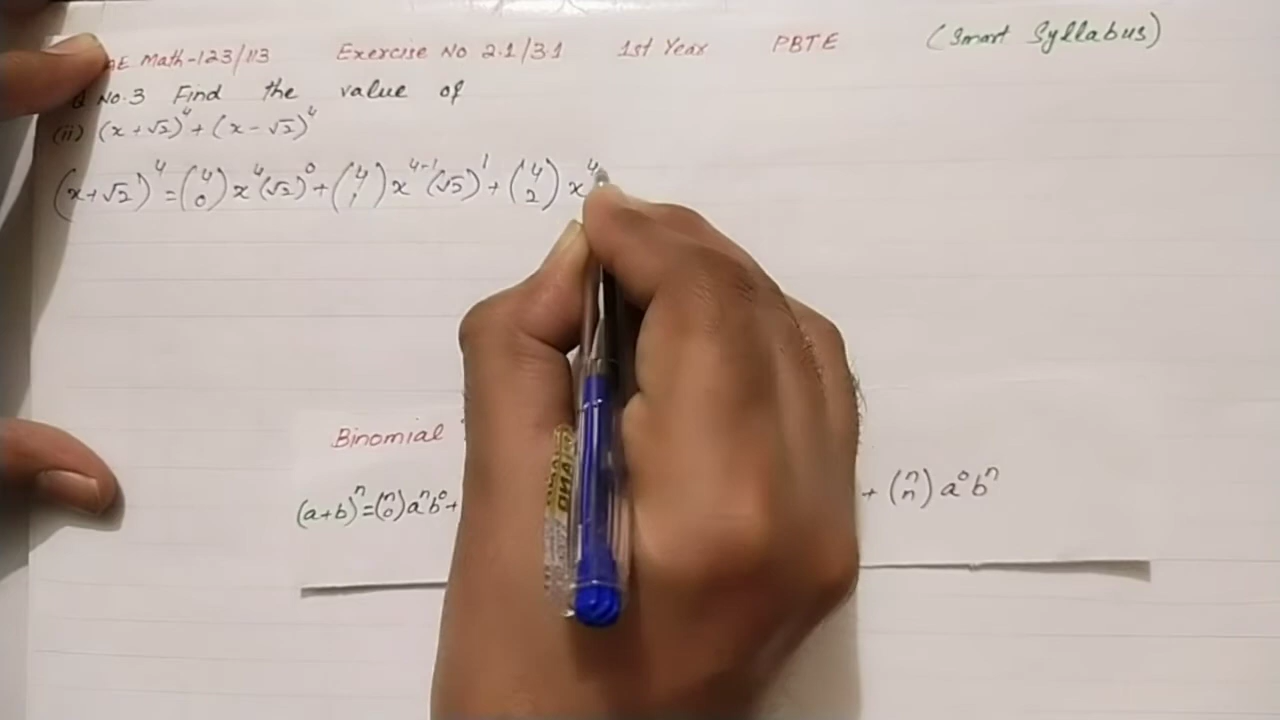 AE Math-123/113 Exercise No 2.1/3.1 1st Year PBTE (Smart Syllabus)
Q No.3 Find the value of
(ii) (x+√2)⁴ + (x-√2)⁴
(x+√2)⁴ = (4 0) x⁴(√2)⁰ + (4 1) x⁴⁻¹(√5)¹ + (4 2) x⁴
Binomial
(a+b)ⁿ = (n 0) aⁿb⁰ + + (n n) a⁰bⁿ